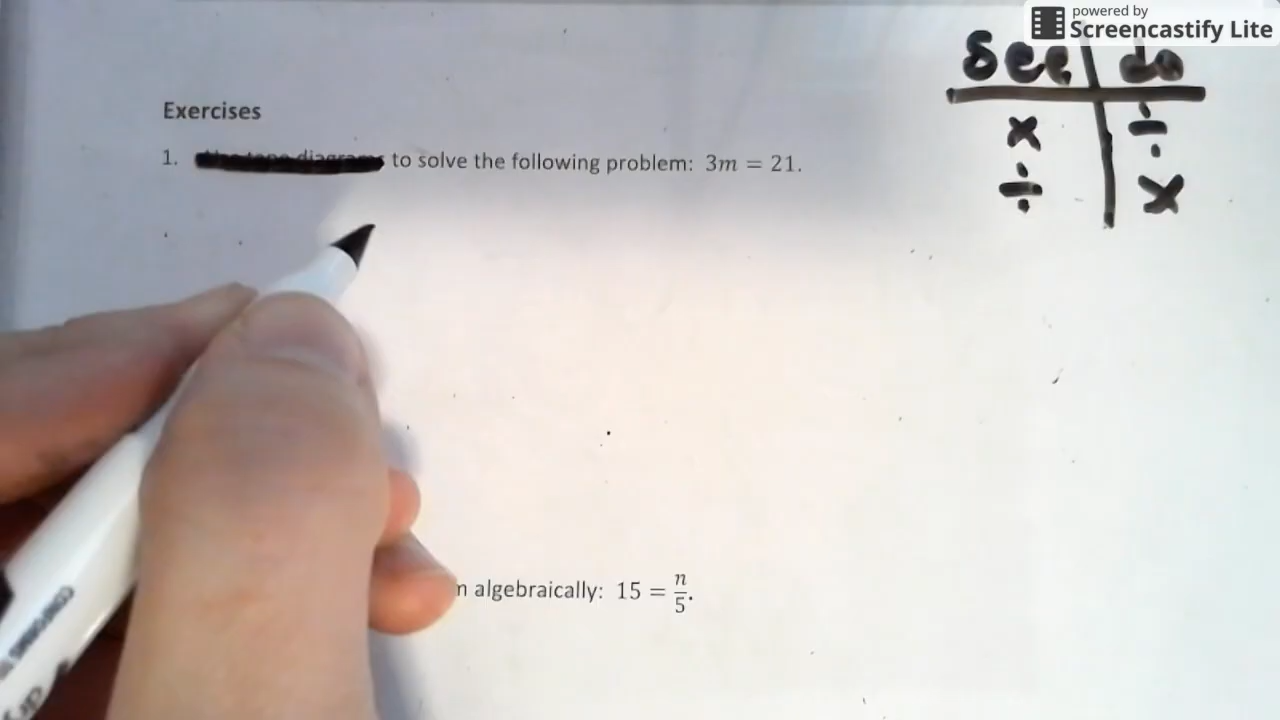 powered by
Screencastify Lite
See do
x ÷
÷ x
Exercises
1. to solve the following problem: 3m = 21.
n algebraically: 15 = n/5.